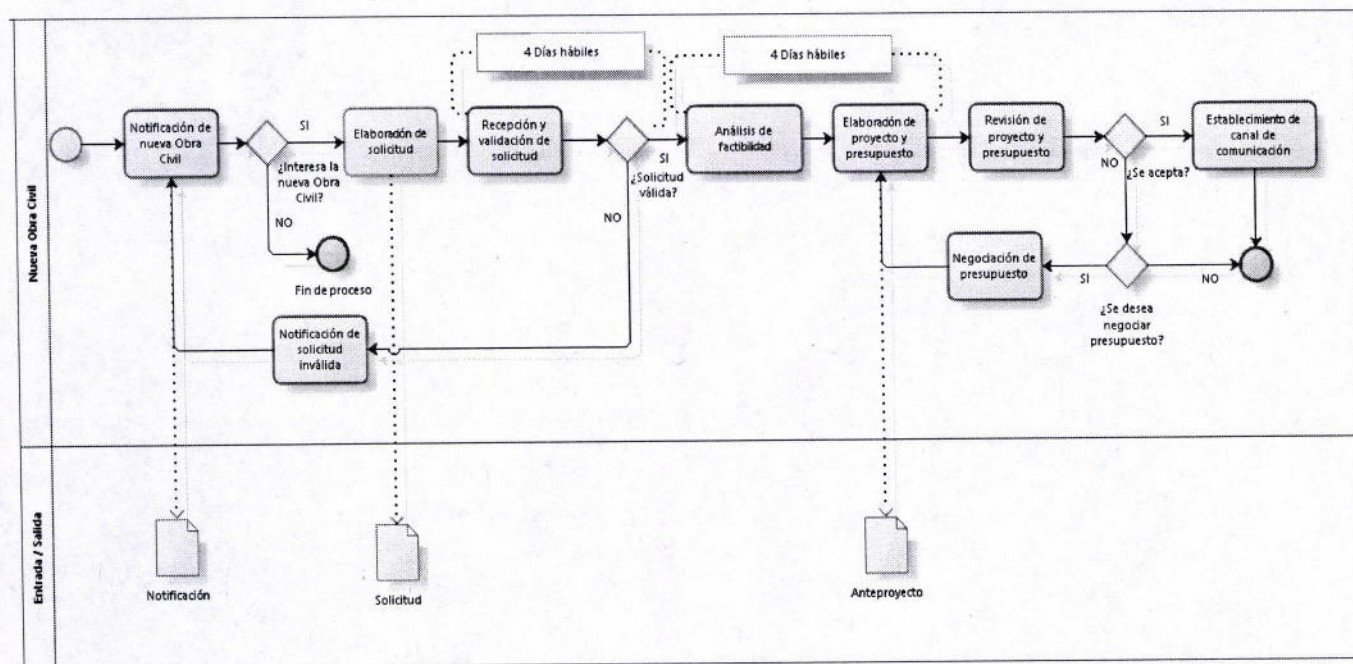 Nueva Obra Civil
4 Días hábiles
4 Días hábiles
Notificación de
nueva Obra
Civil
SI
¿Interesa la
nueva Obra
Civil?
NO
Fin de proceso
Elaboración de
solicitud
Recepción y
validación de
solicitud
SI
¿Solicitud
válida?
NO
Notificación de
solicitud
inválida
Análisis de
factibilidad
Elaboración de
proyecto y
presupuesto
Revisión de
proyecto y
presupuesto
SI
NO
¿Se acepta?
Establecimiento de
canal de
comunicación
Negociación de
presupuesto
SI
NO
¿Se desea
negociar
presupuesto?
Entrada / Salida
Notificación
Solicitud
Anteproyecto